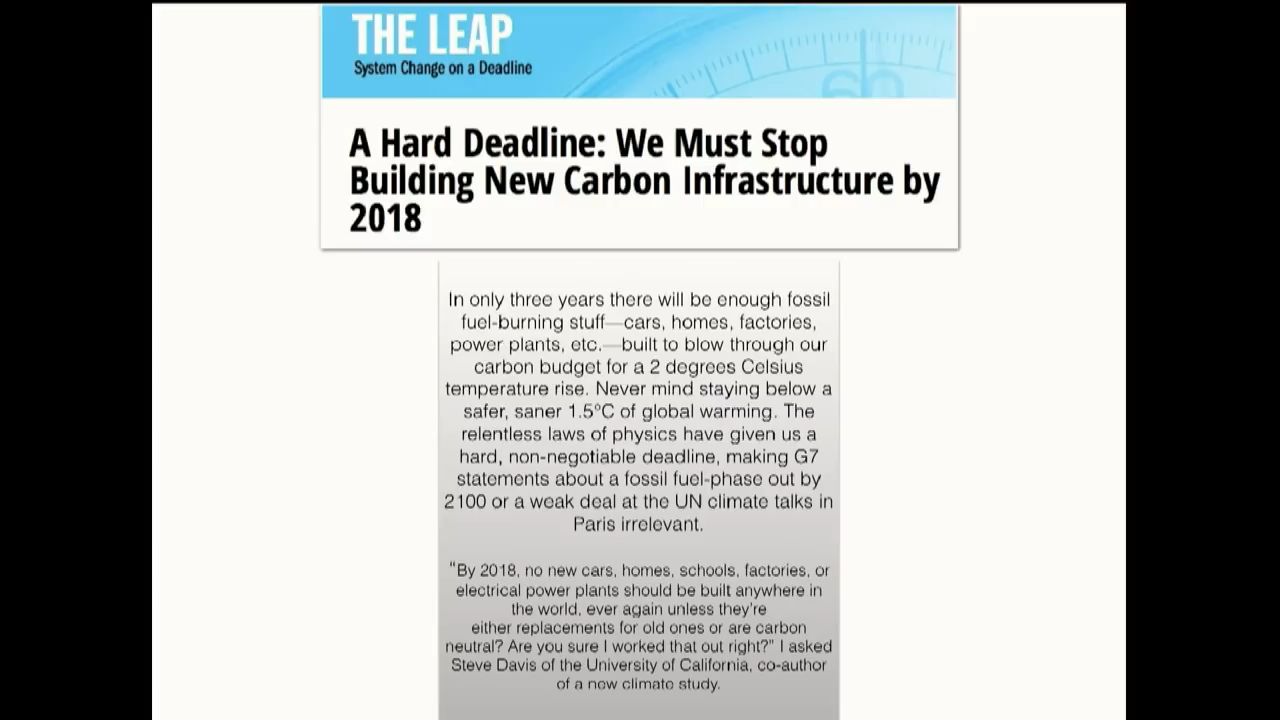 THE LEAP
System Change on a Deadline
A Hard Deadline: We Must Stop
Building New Carbon Infrastructure by
2018
In only three years there will be enough fossil
fuel-burning stuff—cars, homes, factories,
power plants, etc.—built to blow through our
carbon budget for a 2 degrees Celsius
temperature rise. Never mind staying below a
safer, saner 1.5°C of global warming. The
relentless laws of physics have given us a
hard, non-negotiable deadline, making G7
statements about a fossil fuel-phase out by
2100 or a weak deal at the UN climate talks in
Paris irrelevant.
“By 2018, no new cars, homes, schools, factories, or
electrical power plants should be built anywhere in
the world, ever again unless they’re
either replacements for old ones or are carbon
neutral? Are you sure I worked that out right?” I asked
Steve Davis of the University of California, co-author
of a new climate study.